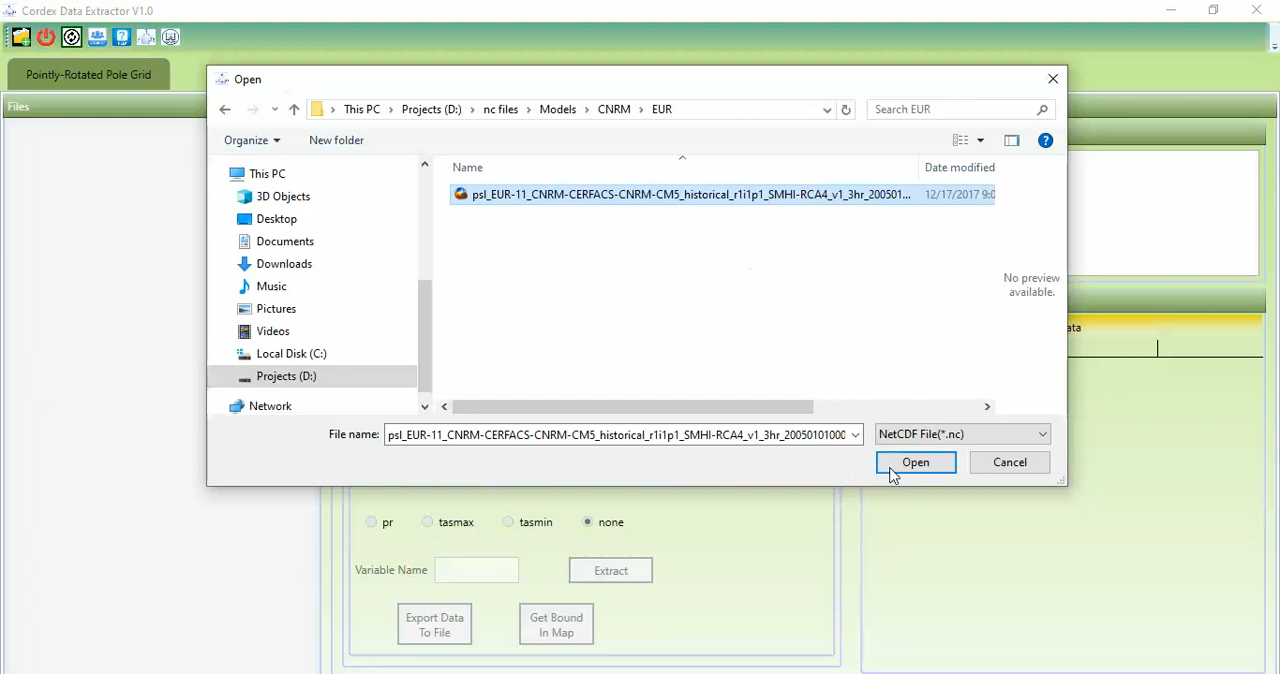 Cordex Data Extractor V1.0
Pointly-Rotated Pole Grid
Files
Open
This PC > Projects (D:) > nc files > Models > CNRM > EUR
Search EUR
Organize
New folder
Name
Date modified
This PC
3D Objects
Desktop
Documents
Downloads
Music
Pictures
Videos
Local Disk (C:)
Projects (D:)
Network
psl_EUR-11_CNRM-CERFACS-CNRM-CM5_historical_r1i1p1_SMHI-RCA4_v1_3hr_200501...
12/17/2017 9:0
No preview
available.
ata
File name:
psl_EUR-11_CNRM-CERFACS-CNRM-CM5_historical_r1i1p1_SMHI-RCA4_v1_3hr_20050101000
NetCDF File(*.nc)
Open
Cancel
pr
tasmax
tasmin
none
Variable Name
Extract
Export Data
To File
Get Bound
In Map